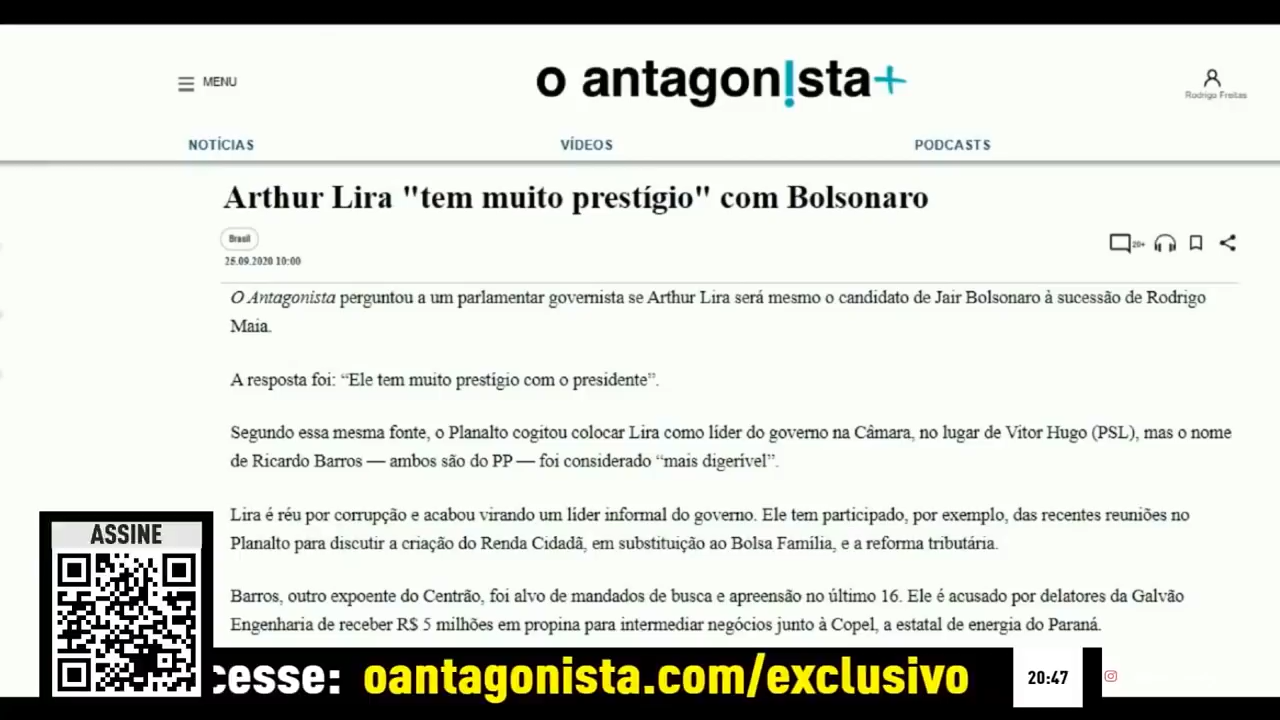 MENU
o antagon!sta+
Rodrigo Freitas
NOTÍCIAS
VÍDEOS
PODCASTS
Arthur Lira "tem muito prestígio" com Bolsonaro
Brasil
25.09.2020 10:00
20+
O Antagonista perguntou a um parlamentar governista se Arthur Lira será mesmo o candidato de Jair Bolsonaro à sucessão de Rodrigo
Maia.
A resposta foi: “Ele tem muito prestígio com o presidente”.
Segundo essa mesma fonte, o Planalto cogitou colocar Lira como líder do governo na Câmara, no lugar de Vitor Hugo (PSL), mas o nome
de Ricardo Barros — ambos são do PP — foi considerado “mais digerível”.
Lira é réu por corrupção e acabou virando um líder informal do governo. Ele tem participado, por exemplo, das recentes reuniões no
Planalto para discutir a criação do Renda Cidadã, em substituição ao Bolsa Família, e a reforma tributária.
Barros, outro expoente do Centrão, foi alvo de mandados de busca e apreensão no último 16. Ele é acusado por delatores da Galvão
Engenharia de receber R$ 5 milhões em propina para intermediar negócios junto à Copel, a estatal de energia do Paraná.
ASSINE
cesse: oantagonista.com/exclusivo
20:47